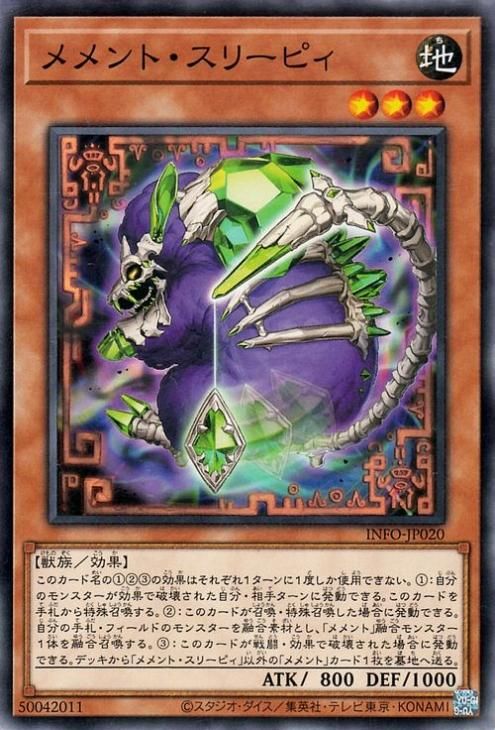 メメント・スリーピィ
地
INFO-JP020
【獣族／効果】
このカード名の①②③の効果はそれぞれ1ターンに1度しか使用できない。①：自分
のモンスターが効果で破壊された自分・相手ターンに発動できる。このカードを
手札から特殊召喚する。②：このカードが召喚・特殊召喚した場合に発動できる。
自分の手札・フィールドのモンスターを融合素材とし、「メメント」融合モンスター
1体を融合召喚する。③：このカードが戦闘・効果で破壊された場合に発動
できる。デッキから「メメント・スリーピィ」以外の「メメント」カード1枚を墓地へ送る。
ATK/ 800 DEF/1000
50042011
©スタジオ・ダイス／集英社・テレビ東京・KONAMI